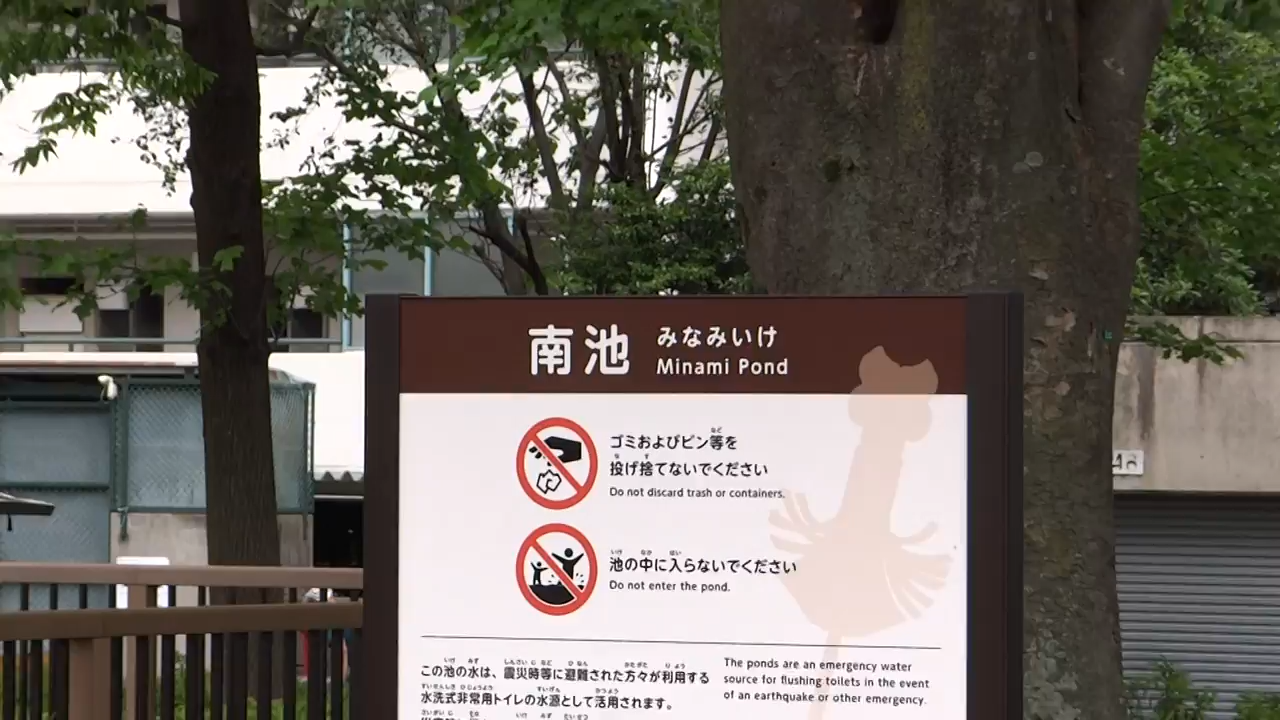 南池
みなみいけ
Minami Pond
ゴミおよびビン等を
投げ捨てないでください
Do not discard trash or containers.
池の中に入らないでください
Do not enter the pond.
この池の水は、震災時等に避難された方々が利用する
水洗式非常用トイレの水源として活用されます。
The ponds are an emergency water
source for flushing toilets in the event
of an earthquake or other emergency.
46